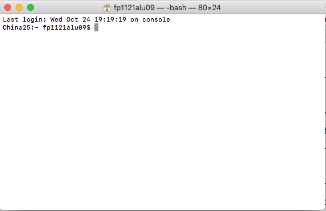 fp1121alu09 — -bash — 80×24
Last login: Wed Oct 24 19:19:19 on console
China25:~ fp1121alu09$